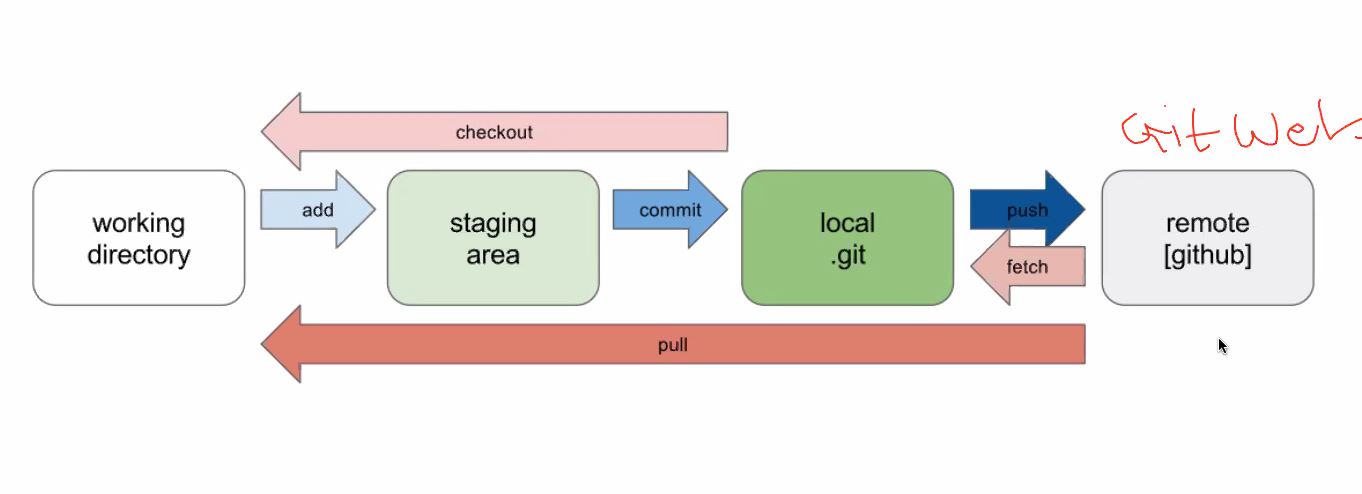 checkout
Git Web
working
directory
add
staging
area
commit
local
.git
push
fetch
remote
[github]
pull